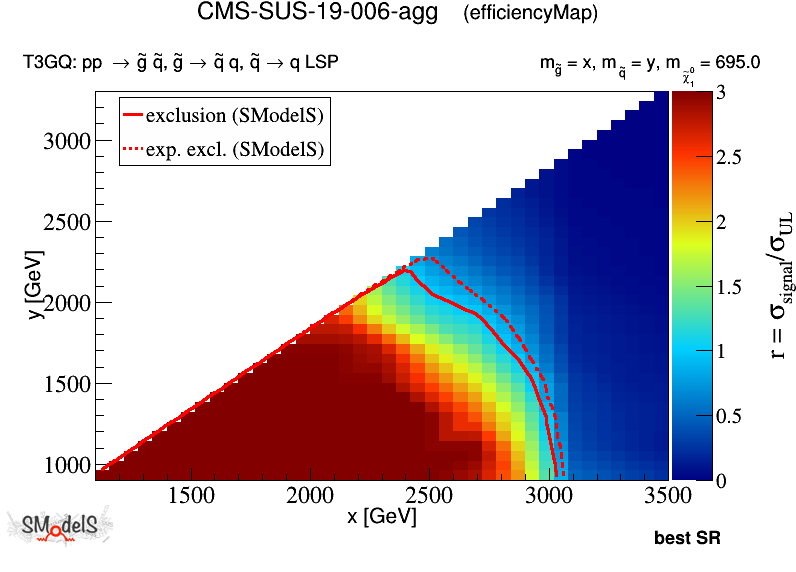 CMS-SUS-19-006-agg (efficiencyMap)
T3GQ: pp → g̃ q̃, g̃ → q̃ q, q̃ → q LSP
m_g̃ = x, m_q̃ = y, m_χ̃₁⁰ = 695.0
exclusion (SModelS)
exp. excl. (SModelS)
3000
2500
2000
1500
1000
y [GeV]
1500 2000 2500 3000 3500
x [GeV]
3
2.5
2
1.5
1
0.5
0
r = σ_signal/σ_UL
SModelS
best SR